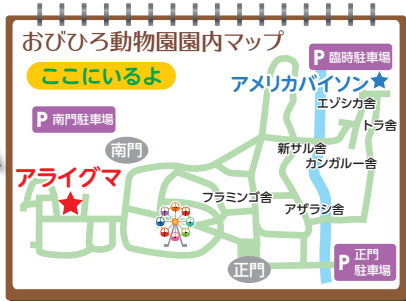 おびひろ動物園園内マップ
ここにいるよ
P 臨時駐車場
アメリカバイソン
エゾシカ舎
トラ舎
P 南門駐車場
南門
新サル舎
カンガルー舎
アライグマ
フラミンゴ舎
アザラシ舎
正門
P 正門
駐車場